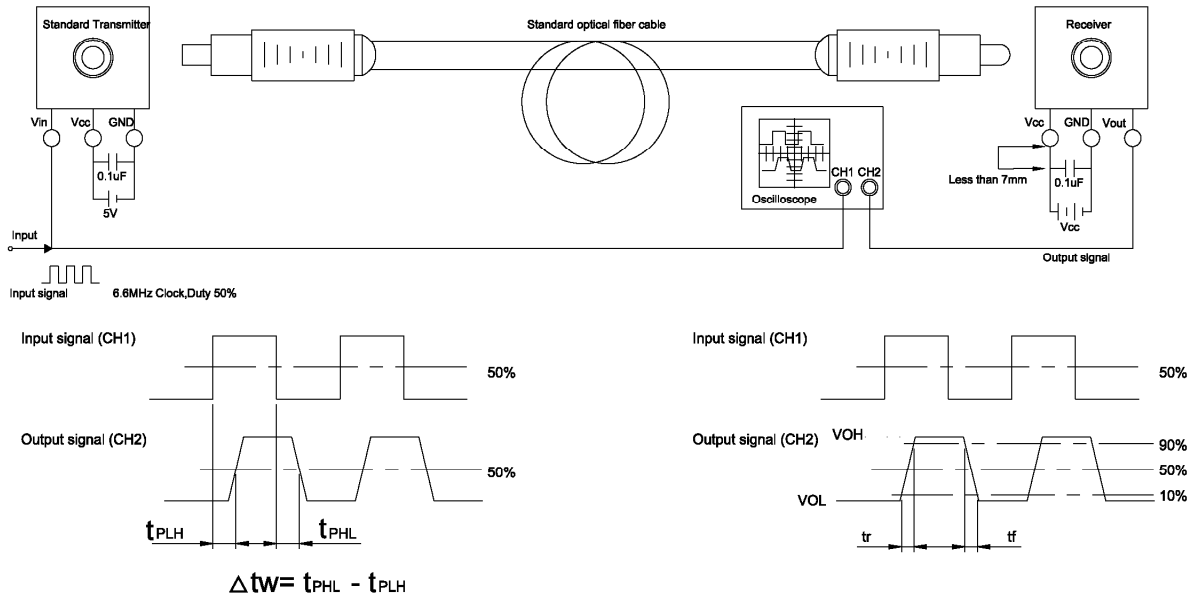 Standard Transmitter
Standard optical fiber cable
Receiver
Vin Vcc GND
0.1uF
5V
CH1 CH2
Oscilloscope
Vcc GND Vout
Less than 7mm
0.1uF
Vcc
Input
Output signal
Input signal 6.6MHz Clock,Duty 50%
Input signal (CH1)
50%
Output signal (CH2)
50%
tPLH tPHL
△tw= tPHL - tPLH
Input signal (CH1)
50%
Output signal (CH2) VOH
90%
50%
VOL
10%
tr tf